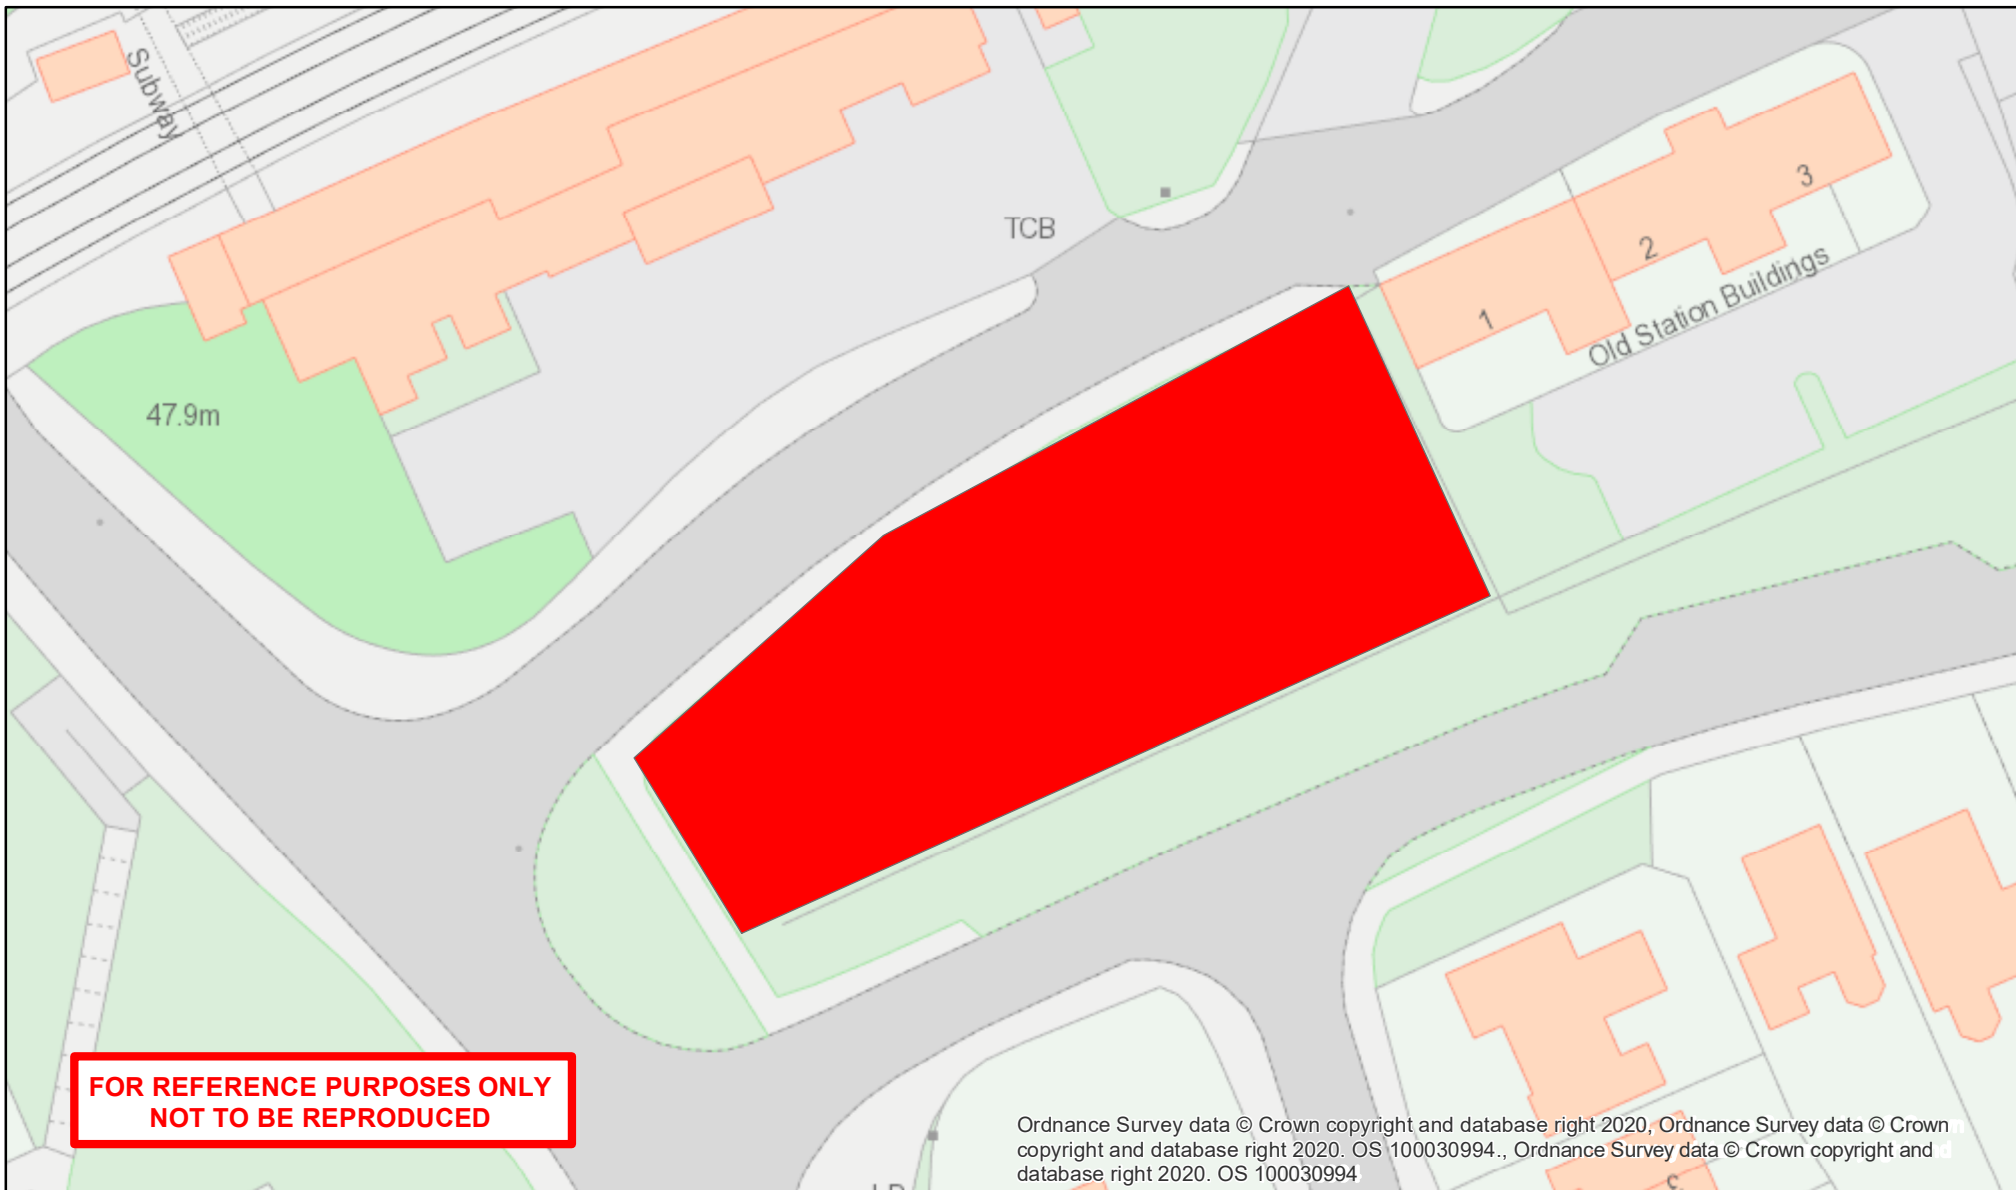 Subway
TCB
3
2
1
Old Station Buildings
47.9m
FOR REFERENCE PURPOSES ONLY
NOT TO BE REPRODUCED
Ordnance Survey data © Crown copyright and database right 2020, Ordnance Survey data © Crown
copyright and database right 2020. OS 100030994., Ordnance Survey data © Crown copyright and
database right 2020. OS 100030994